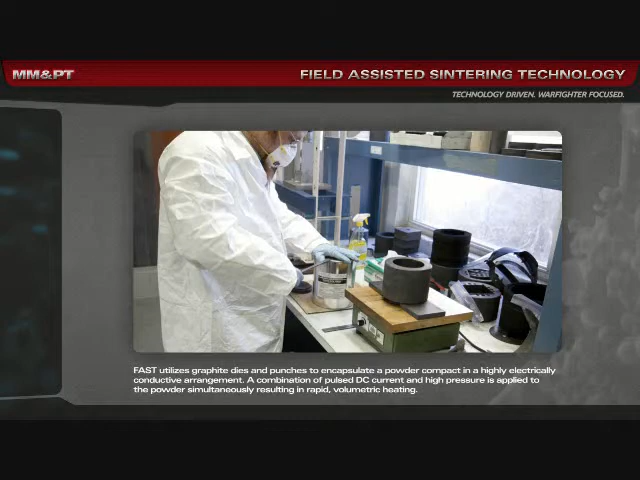 MM&PT
FIELD ASSISTED SINTERING TECHNOLOGY
TECHNOLOGY DRIVEN. WARFIGHTER FOCUSED.
FAST utilizes graphite dies and punches to encapsulate a powder compact in a highly electrically
conductive arrangement. A combination of pulsed DC current and high pressure is applied to
the powder simultaneously resulting in rapid, volumetric heating.